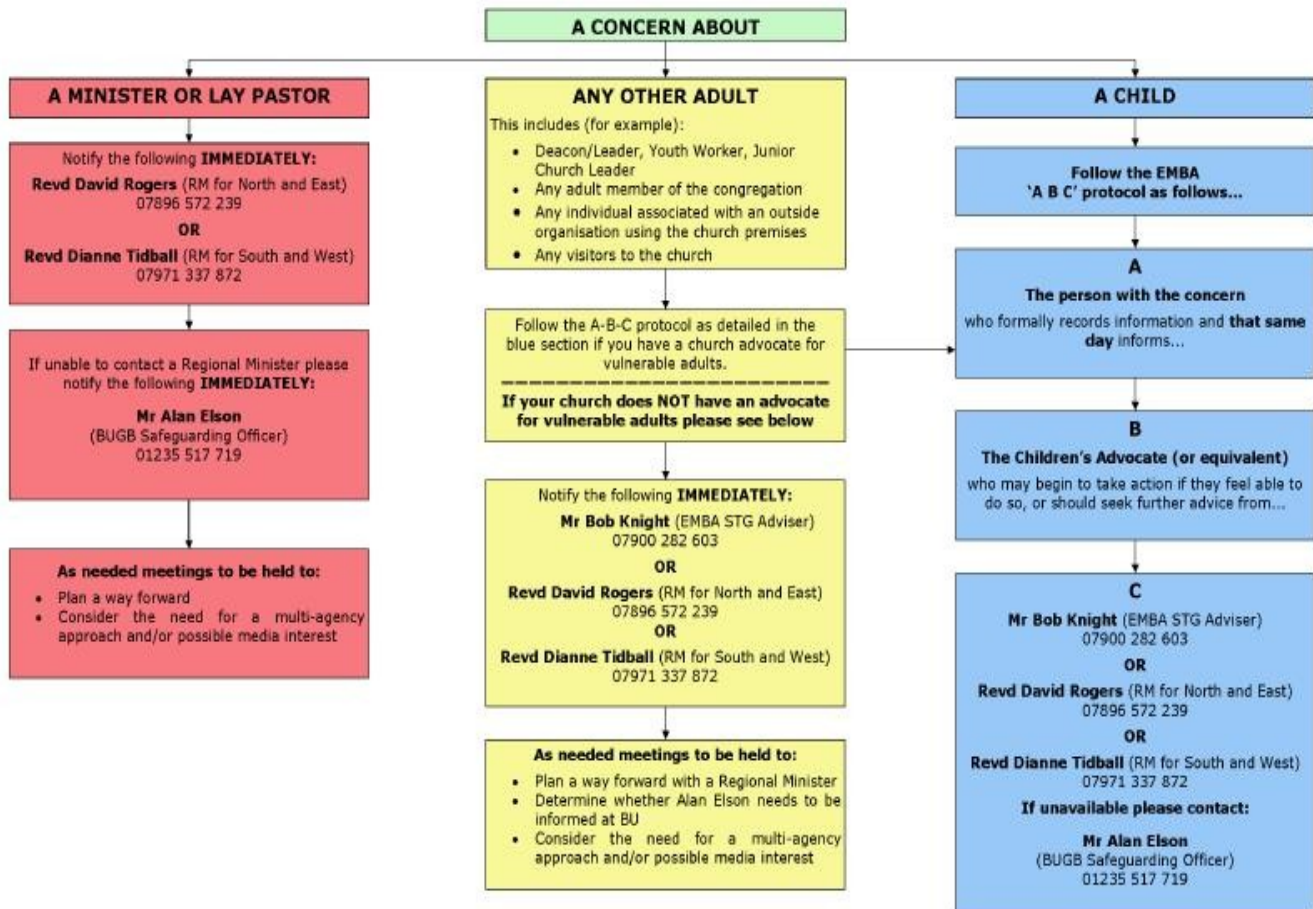 A CONCERN ABOUT
A MINISTER OR LAY PASTOR
Notify the following IMMEDIATELY:
Revd David Rogers (RM for North and East)
07896 572 239
OR
Revd Dianne Tidball (RM for South and West)
07971 337 872
If unable to contact a Regional Minister please
notify the following IMMEDIATELY:
Mr Alan Elson
(BUGB Safeguarding Officer)
01235 517 719
As needed meetings to be held to:
• Plan a way forward
• Consider the need for a multi-agency
approach and/or possible media interest
ANY OTHER ADULT
This includes (for example):
• Deacon/Leader, Youth Worker, Junior
Church Leader
• Any adult member of the congregation
• Any individual associated with an outside
organisation using the church premises
• Any visitors to the church
Follow the A-B-C protocol as detailed in the
blue section if you have a church advocate for
vulnerable adults.
If your church does NOT have an advocate
for vulnerable adults please see below
Notify the following IMMEDIATELY:
Mr Bob Knight (EMBA STG Adviser)
07900 282 603
OR
Revd David Rogers (RM for North and East)
07896 572 239
OR
Revd Dianne Tidball (RM for South and West)
07971 337 872
As needed meetings to be held to:
• Plan a way forward with a Regional Minister
• Determine whether Alan Elson needs to be
informed at BU
• Consider the need for a multi-agency
approach and/or possible media interest
A CHILD
Follow the EMBA
‘A B C’ protocol as follows...
A
The person with the concern
who formally records information and that same
day informs...
B
The Children’s Advocate (or equivalent)
who may begin to take action if they feel able to
do so, or should seek further advice from...
C
Mr Bob Knight (EMBA STG Adviser)
07900 282 603
OR
Revd David Rogers (RM for North and East)
07896 572 239
OR
Revd Dianne Tidball (RM for South and West)
07971 337 872
If unavailable please contact:
Mr Alan Elson
(BUGB Safeguarding Officer)
01235 517 719